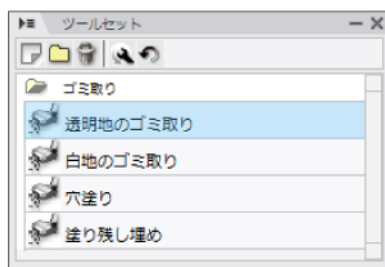 ツールセット
ゴミ取り
透明地のゴミ取り
白地のゴミ取り
穴塗り
塗り残し埋め